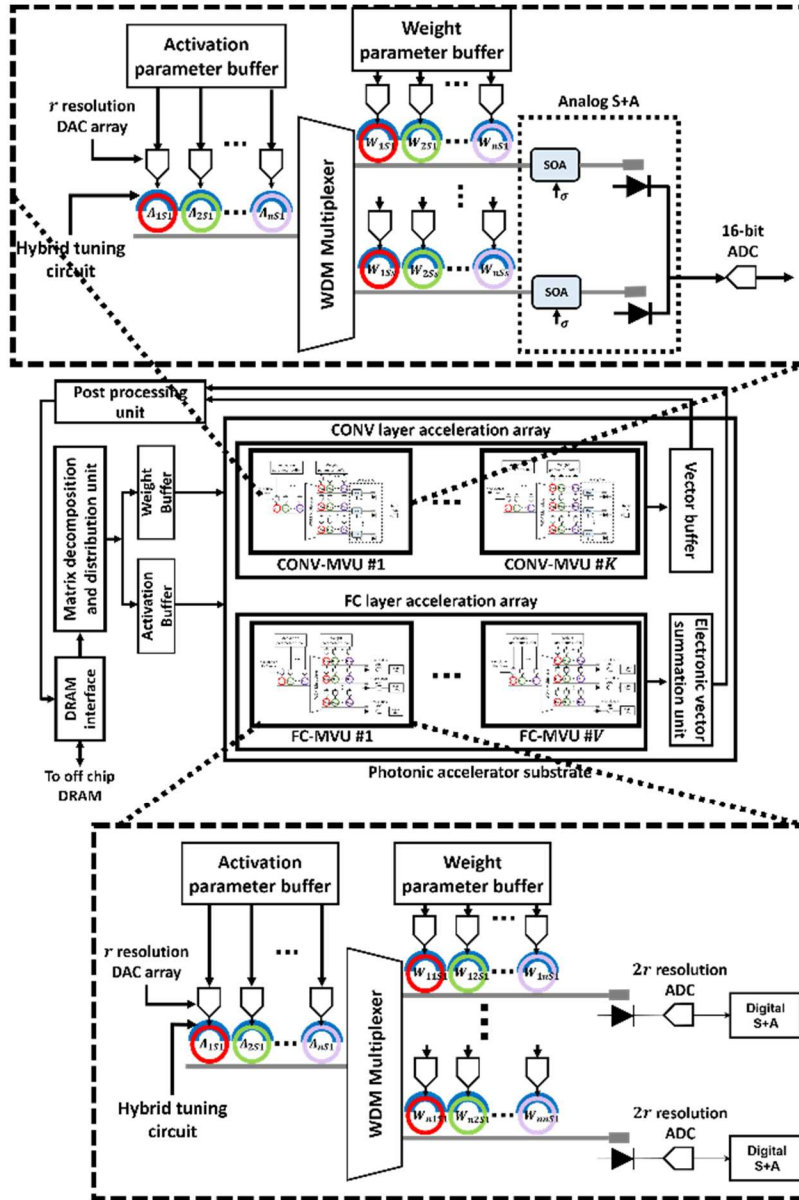 Activation
parameter buffer
Weight
parameter buffer
r resolution
DAC array
Analog S+A
W1S1 W2S1 WnS1
A1S1 A2S1 AnS1
Hybrid tuning
circuit
WDM Multiplexer
SOA
σ
16-bit
ADC
W1Ss W2Ss WnSs
SOA
σ
Post processing
unit
Matrix decomposition
and distribution unit
Weight
Buffer
Activation
Buffer
DRAM
interface
To off chip
DRAM
CONV layer acceleration array
CONV-MVU #1
CONV-MVU #K
Vector buffer
FC layer acceleration array
FC-MVU #1
FC-MVU #V
Electronic vector
summation unit
Photonic accelerator substrate
Activation
parameter buffer
Weight
parameter buffer
r resolution
DAC array
W11S1 W12S1 W1nS1
A1S1 A2S1 AnS1
Hybrid tuning
circuit
WDM Multiplexer
2r resolution
ADC
Digital
S+A
Wn1S1 Wn2S1 WnnS1
2r resolution
ADC
Digital
S+A